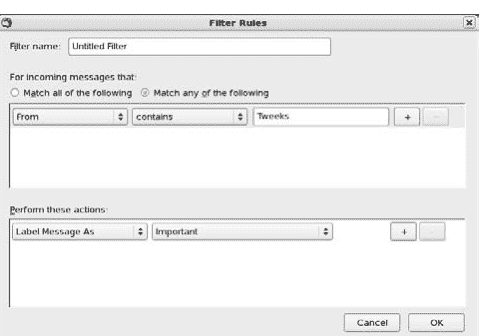 Filter Rules
Filter name: Untitled Filter
For incoming messages that:
Match all of the following Match any of the following
From contains Tweeks + -
Perform these actions:
Label Message As Important + -
Cancel OK